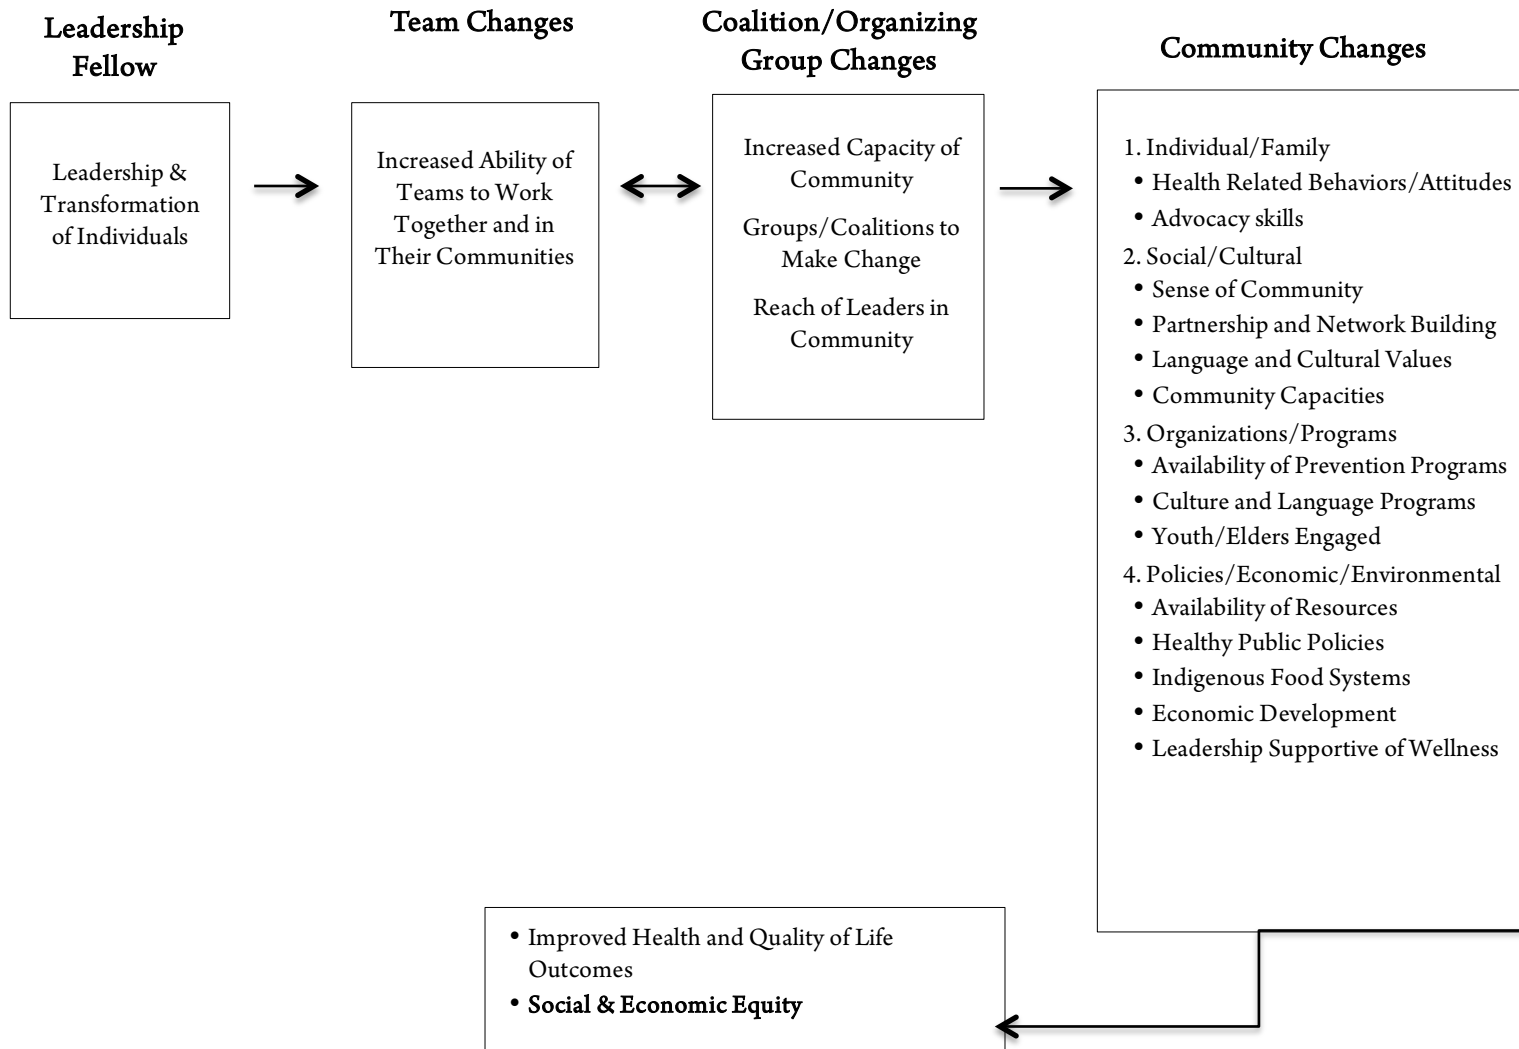 Leadership
Fellow
Leadership &
Transformation
of Individuals
Team Changes
Increased Ability of
Teams to Work
Together and in
Their Communities
Coalition/Organizing
Group Changes
Increased Capacity of
Community
Groups/Coalitions to
Make Change
Reach of Leaders in
Community
Community Changes
1. Individual/Family
• Health Related Behaviors/Attitudes
• Advocacy skills
2. Social/Cultural
• Sense of Community
• Partnership and Network Building
• Language and Cultural Values
• Community Capacities
3. Organizations/Programs
• Availability of Prevention Programs
• Culture and Language Programs
• Youth/Elders Engaged
4. Policies/Economic/Environmental
• Availability of Resources
• Healthy Public Policies
• Indigenous Food Systems
• Economic Development
• Leadership Supportive of Wellness
• Improved Health and Quality of Life
Outcomes
• Social & Economic Equity